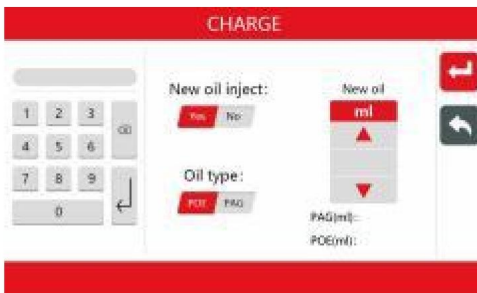 CHARGE
1 2 3
4 5 6
7 8 9
0
New oil inject:
Yes No
Oil type:
POE PAG
New oil
ml
PAG(ml):
POE(ml):